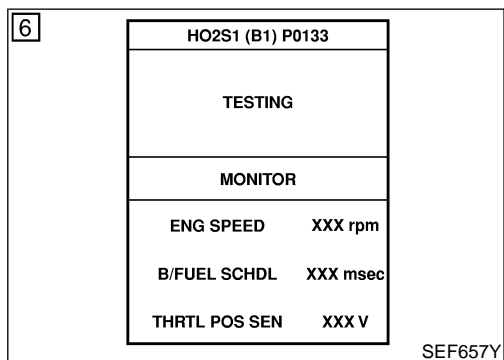 6
HO2S1 (B1) P0133
TESTING
MONITOR
ENG SPEED XXX rpm
B/FUEL SCHDL XXX msec
THRTL POS SEN XXX V
SEF657Y